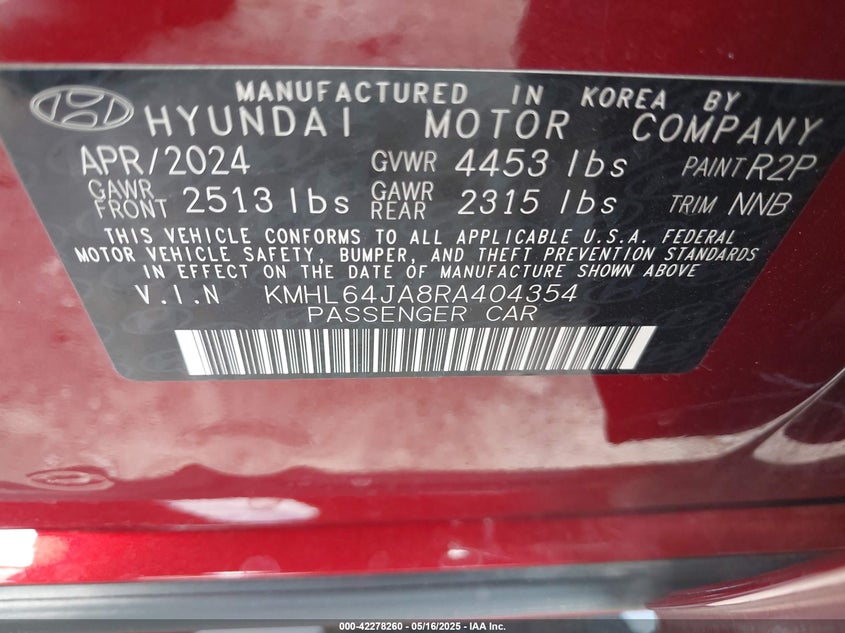 MANUFACTURED IN KOREA BY
HYUNDAI MOTOR COMPANY
APR/2024 GVWR 4453 lbs PAINT R2P
GAWR FRONT 2513 lbs GAWR REAR 2315 lbs TRIM NNB
THIS VEHICLE CONFORMS TO ALL APPLICABLE U.S.A. FEDERAL
MOTOR VEHICLE SAFETY, BUMPER, AND THEFT PREVENTION STANDARDS
IN EFFECT ON THE DATE OF MANUFACTURE SHOWN ABOVE
V.I.N KMHL64JA8RA404354
PASSENGER CAR
000-42278260 - 05/16/2025 - IAA Inc.